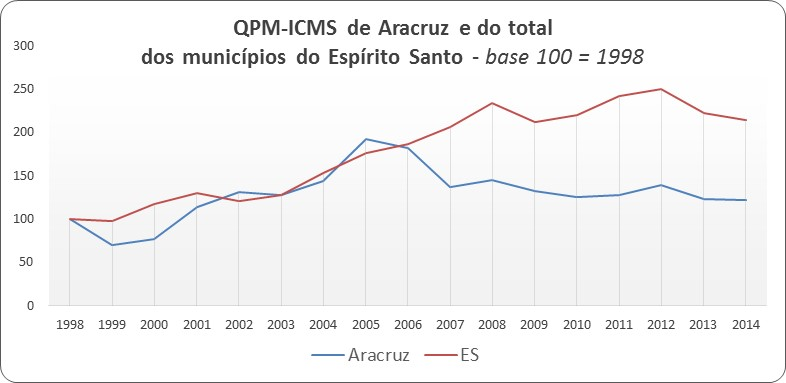 QPM-ICMS de Aracruz e do total
dos municípios do Espírito Santo - base 100 = 1998
300
250
200
150
100
50
0
1998 1999 2000 2001 2002 2003 2004 2005 2006 2007 2008 2009 2010 2011 2012 2013 2014
Aracruz ES